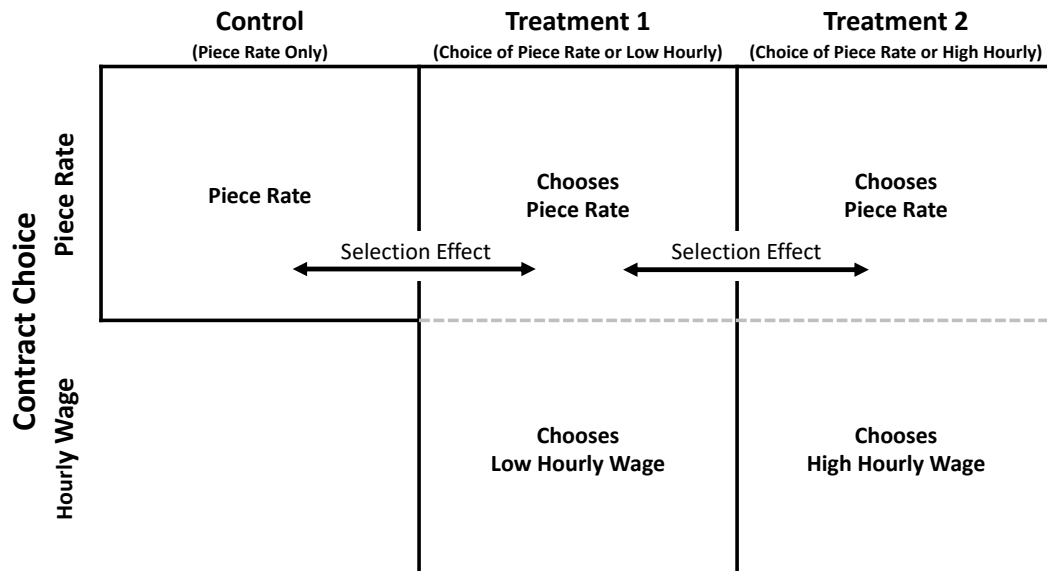 Control
(Piece Rate Only)
Treatment 1
(Choice of Piece Rate or Low Hourly)
Treatment 2
(Choice of Piece Rate or High Hourly)
Contract Choice
Piece Rate
Piece Rate
Chooses
Piece Rate
Chooses
Piece Rate
Selection Effect
Selection Effect
Hourly Wage
Chooses
Low Hourly Wage
Chooses
High Hourly Wage